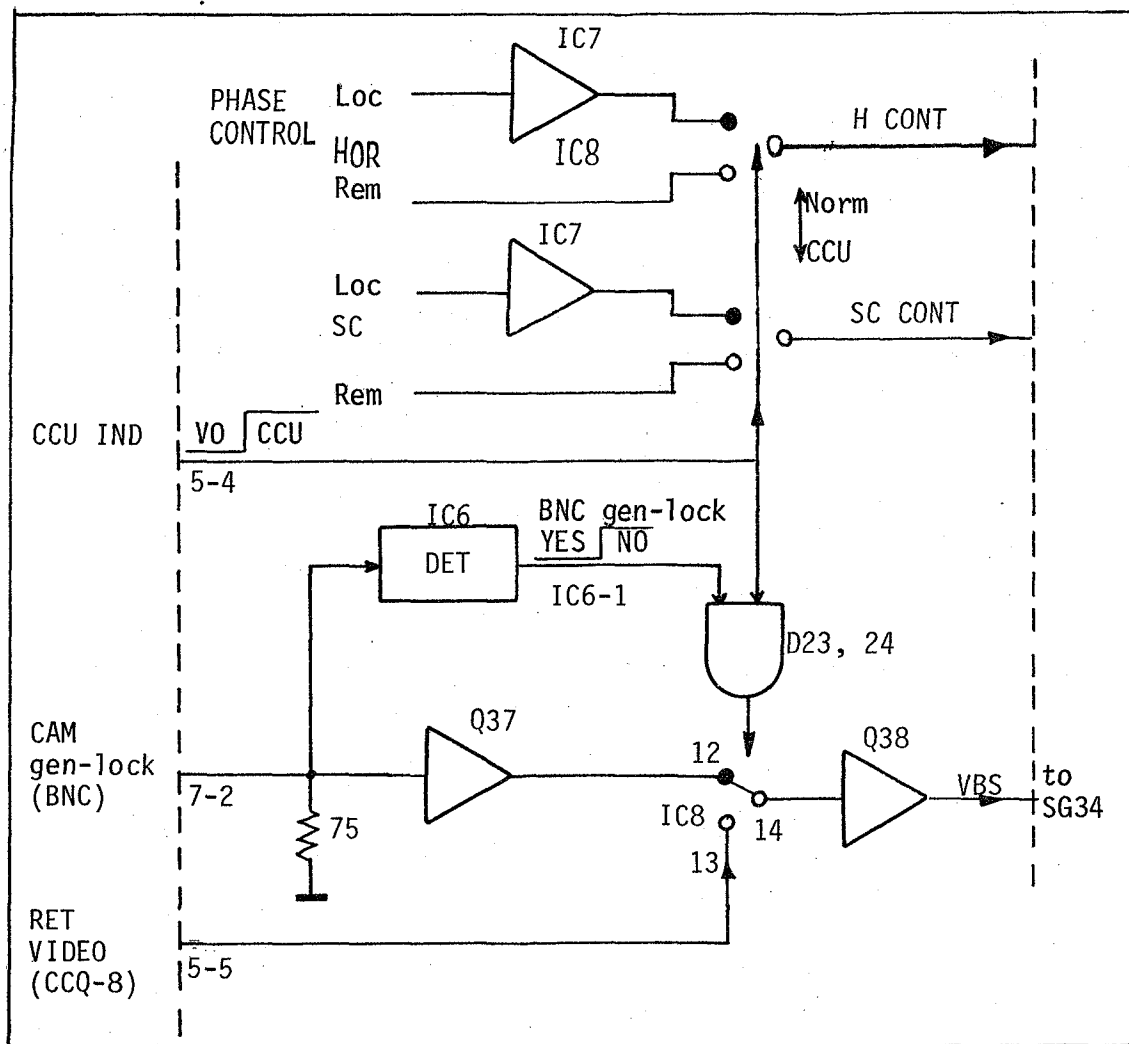 IC7
PHASE CONTROL
Loc
HOR
Rem
IC8
H CONT
Norm
CCU
IC7
Loc
SC
Rem
SC CONT
CCU IND
VO CCU
5-4
IC6
DET
BNC gen-lock
YES NO
IC6-1
D23, 24
CAM
gen-lock
(BNC)
7-2
75
Q37
12
IC8
14
13
Q38
VBS
to
SG34
RET
VIDEO
(CCQ-8)
5-5